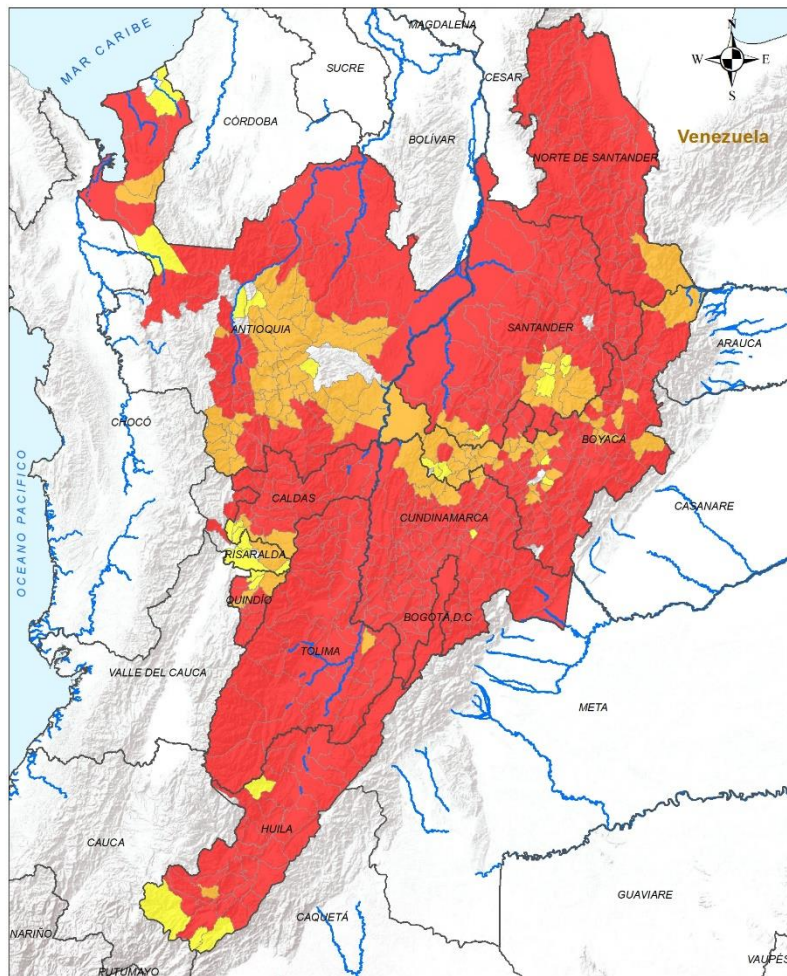 MAGDALENA
N
MAR CARIBE
SUCRE
CESAR
W
E
S
CÓRDOBA
BOLÍVAR
Venezuela
NORTE DE SANTANDER
ANTIOQUIA
SANTANDER
ARAUCA
CHOCÓ
BOYACÁ
OCEANO PACIFICO
CALDAS
CUNDINAMARCA
CASANARE
RISARALDA
QUINDÍO
BOGOTÁ,D.C
TOLIMA
VALLE DEL CAUCA
META
HUILA
CAUCA
GUAVIARE
CAQUETÁ
NARIÑO
PUTUMAYO
VAUPÉS